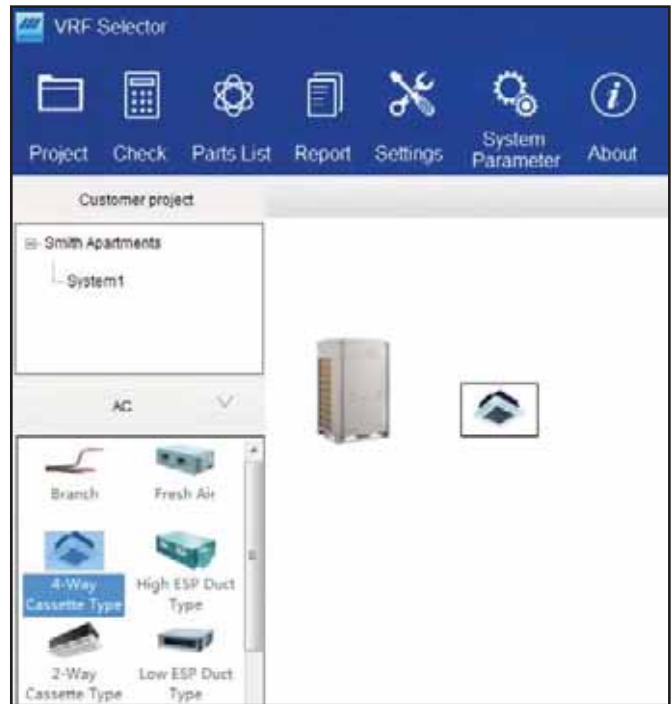 VRF Selector
Project Check Parts List Report Settings System Parameter About
Customer project
Smith Apartments
System1
AC
Branch Fresh Air
4-Way Cassette Type High ESP Duct Type
2-Way Cassette Type Low ESP Duct Type